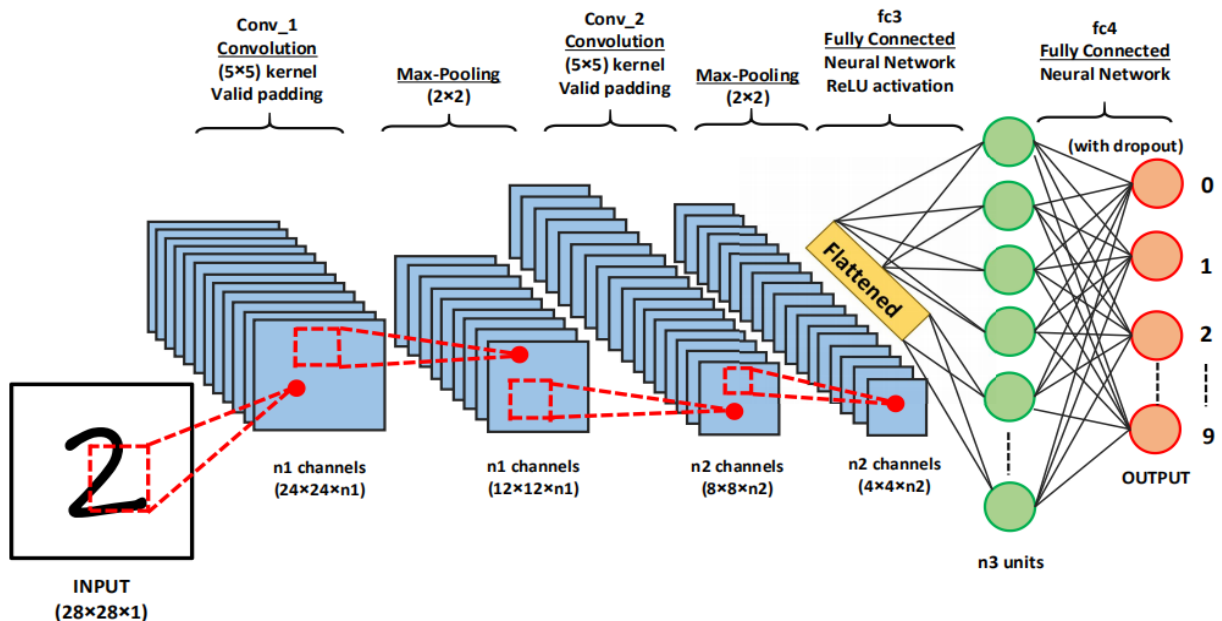 Conv_1
Convolution
(5×5) kernel
Valid padding
Max-Pooling
(2×2)
Conv_2
Convolution
(5×5) kernel
Valid padding
Max-Pooling
(2×2)
fc3
Fully Connected
Neural Network
ReLU activation
fc4
Fully Connected
Neural Network
(with dropout)
Flattened
0
1
2
9
2
INPUT
(28×28×1)
n1 channels
(24×24×n1)
n1 channels
(12×12×n1)
n2 channels
(8×8×n2)
n2 channels
(4×4×n2)
n3 units
OUTPUT